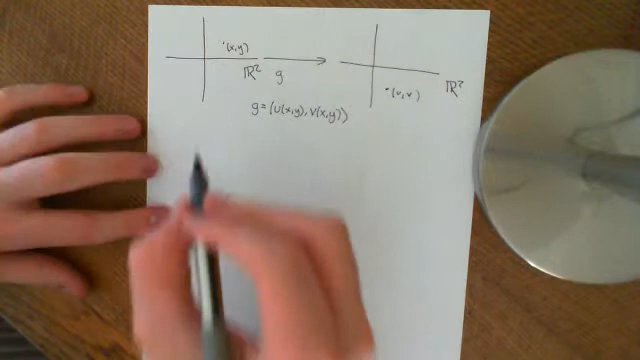 (x,y)
ℝ² g ℝ²
(u,v)
g=(u(x,y), v(x,y))